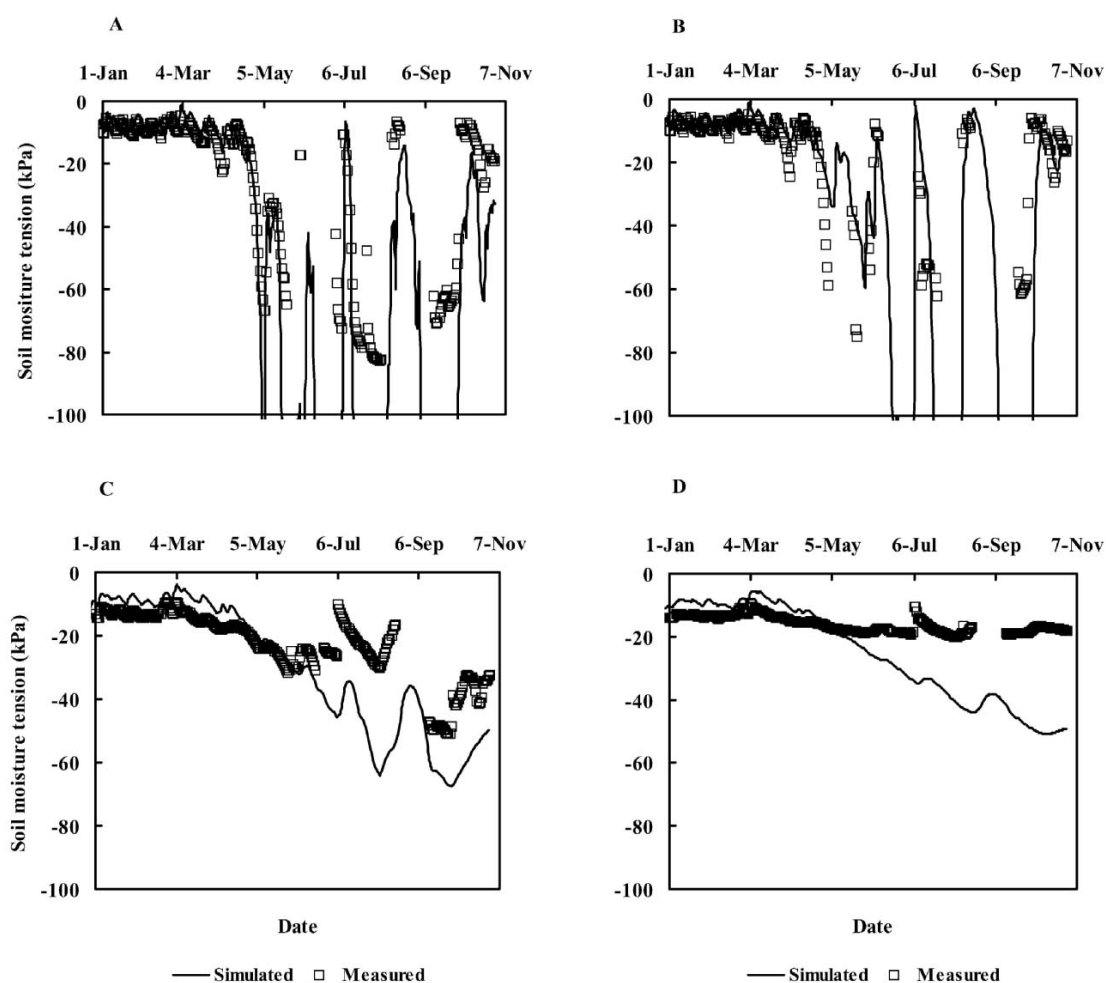 A
B
1-Jan 4-Mar 5-May 6-Jul 6-Sep 7-Nov
1-Jan 4-Mar 5-May 6-Jul 6-Sep 7-Nov
0
-20
-40
-60
-80
-100
Soil mositure tension (kPa)
0
-20
-40
-60
-80
-100
C
D
1-Jan 4-Mar 5-May 6-Jul 6-Sep 7-Nov
1-Jan 4-Mar 5-May 6-Jul 6-Sep 7-Nov
0
-20
-40
-60
-80
-100
Soil moisture tension (kPa)
0
-20
-40
-60
-80
-100
Date
Date
Simulated Measured
Simulated Measured